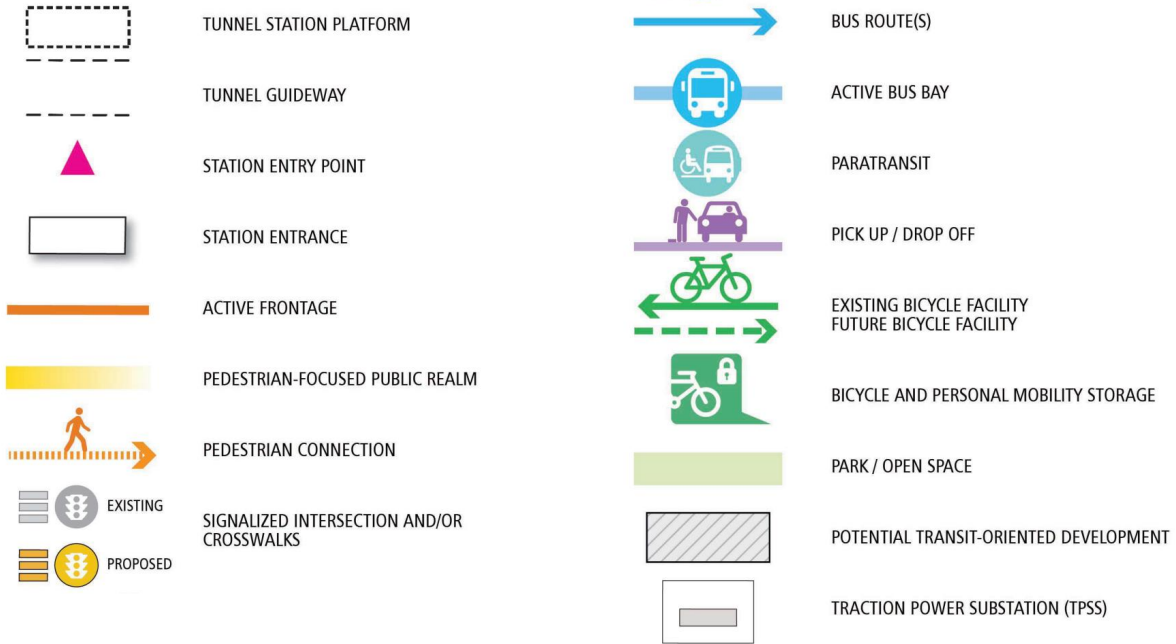 TUNNEL STATION PLATFORM
TUNNEL GUIDEWAY
STATION ENTRY POINT
STATION ENTRANCE
ACTIVE FRONTAGE
PEDESTRIAN-FOCUSED PUBLIC REALM
PEDESTRIAN CONNECTION
EXISTING
SIGNALIZED INTERSECTION AND/OR
CROSSWALKS
PROPOSED
BUS ROUTE(S)
ACTIVE BUS BAY
PARATRANSIT
PICK UP / DROP OFF
EXISTING BICYCLE FACILITY
FUTURE BICYCLE FACILITY
BICYCLE AND PERSONAL MOBILITY STORAGE
PARK / OPEN SPACE
POTENTIAL TRANSIT-ORIENTED DEVELOPMENT
TRACTION POWER SUBSTATION (TPSS)